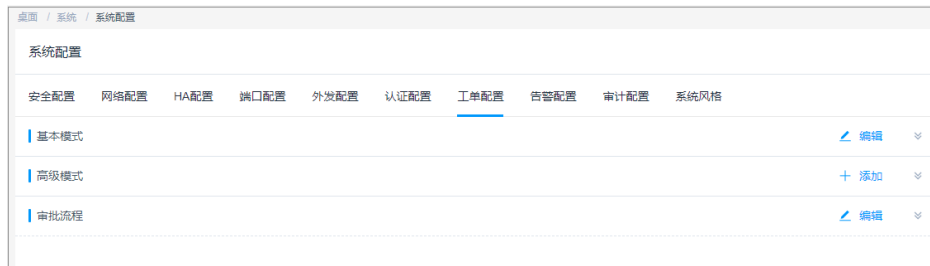 桌面 / 系统 / 系统配置
系统配置
安全配置 网络配置 HA配置 端口配置 外发配置 认证配置 工单配置 告警配置 审计配置 系统风格
基本模式 编辑
高级模式 添加
审批流程 编辑